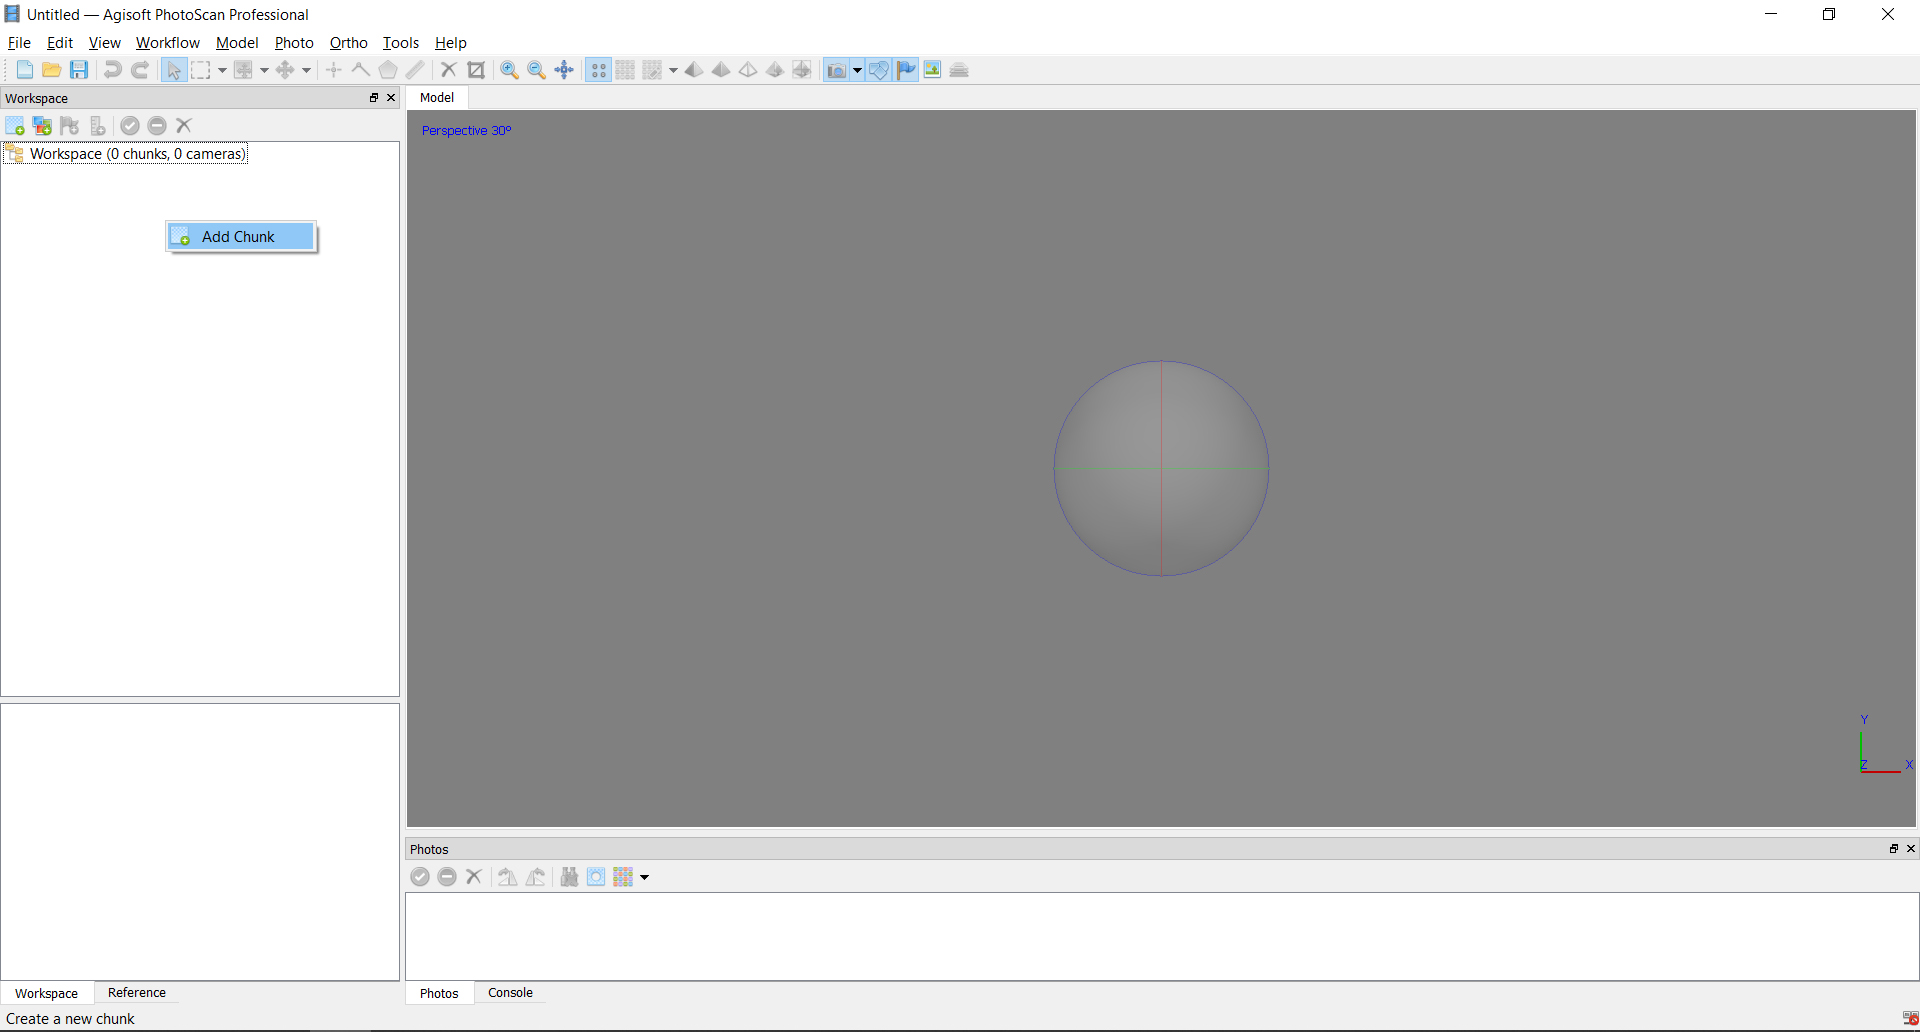 Untitled — Agisoft PhotoScan Professional
File Edit View Workflow Model Photo Ortho Tools Help
Workspace
Model
Workspace (0 chunks, 0 cameras)
Perspective 30°
Add Chunk
Y
Z
X
Photos
Workspace Reference
Photos Console
Create a new chunk